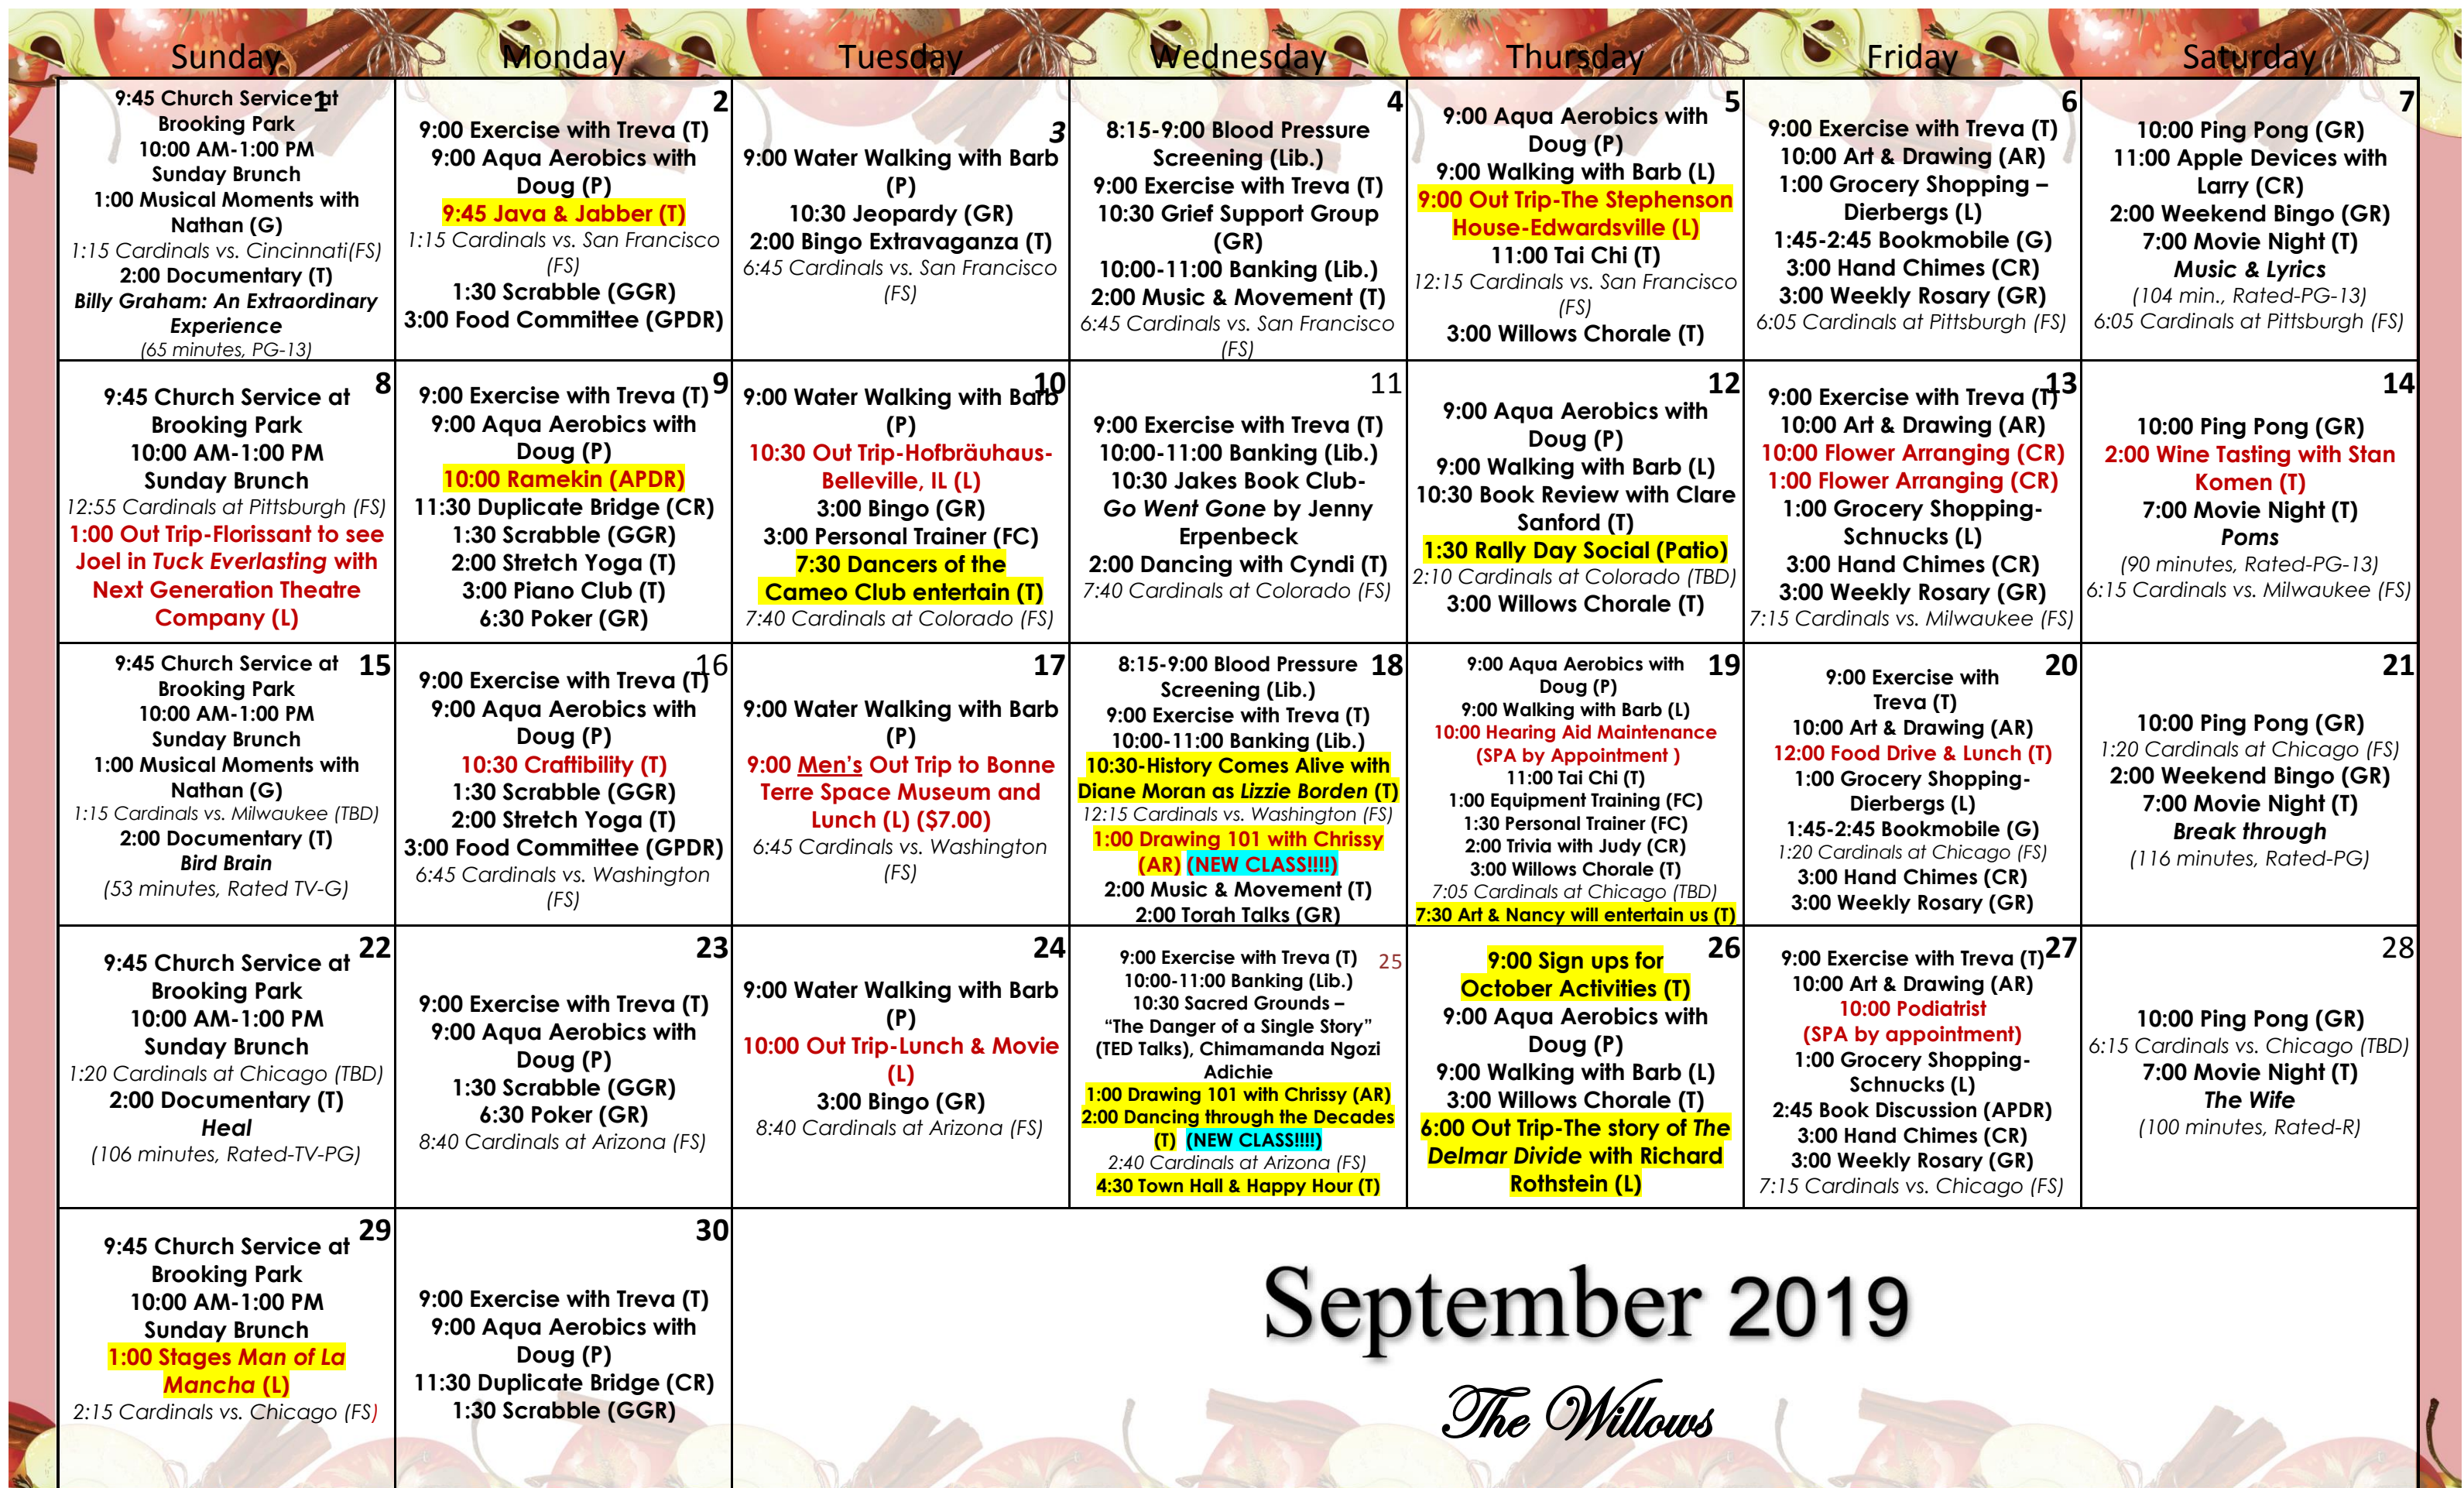 Sunday
Monday
Tuesday
Wednesday
Thursday
Friday
Saturday
1
9:45 Church Service at
Brooking Park
10:00 AM-1:00 PM
Sunday Brunch
1:00 Musical Moments with
Nathan (G)
1:15 Cardinals vs. Cincinnati(FS)
2:00 Documentary (T)
Billy Graham: An Extraordinary
Experience
(65 minutes, PG-13)
2
9:00 Exercise with Treva (T)
9:00 Aqua Aerobics with
Doug (P)
9:45 Java & Jabber (T)
1:15 Cardinals vs. San Francisco
(FS)
1:30 Scrabble (GGR)
3:00 Food Committee (GPDR)
3
9:00 Water Walking with Barb
(P)
10:30 Jeopardy (GR)
2:00 Bingo Extravaganza (T)
6:45 Cardinals vs. San Francisco
(FS)
4
8:15-9:00 Blood Pressure
Screening (Lib.)
9:00 Exercise with Treva (T)
10:30 Grief Support Group
(GR)
10:00-11:00 Banking (Lib.)
2:00 Music & Movement (T)
6:45 Cardinals vs. San Francisco
(FS)
5
9:00 Aqua Aerobics with
Doug (P)
9:00 Walking with Barb (L)
9:00 Out Trip-The Stephenson
House-Edwardsville (L)
11:00 Tai Chi (T)
12:15 Cardinals vs. San Francisco
(FS)
3:00 Willows Chorale (T)
6
9:00 Exercise with Treva (T)
10:00 Art & Drawing (AR)
1:00 Grocery Shopping –
Dierbergs (L)
1:45-2:45 Bookmobile (G)
3:00 Hand Chimes (CR)
3:00 Weekly Rosary (GR)
6:05 Cardinals at Pittsburgh (FS)
7
10:00 Ping Pong (GR)
11:00 Apple Devices with
Larry (CR)
2:00 Weekend Bingo (GR)
7:00 Movie Night (T)
Music & Lyrics
(104 min., Rated-PG-13)
6:05 Cardinals at Pittsburgh (FS)
8
9:45 Church Service at
Brooking Park
10:00 AM-1:00 PM
Sunday Brunch
12:55 Cardinals at Pittsburgh (FS)
1:00 Out Trip-Florissant to see
Joel in Tuck Everlasting with
Next Generation Theatre
Company (L)
9
9:00 Exercise with Treva (T)
9:00 Aqua Aerobics with
Doug (P)
10:00 Ramekin (APDR)
11:30 Duplicate Bridge (CR)
1:30 Scrabble (GGR)
2:00 Stretch Yoga (T)
3:00 Piano Club (T)
6:30 Poker (GR)
10
9:00 Water Walking with Barb
(P)
10:30 Out Trip-Hofbräuhaus-
Belleville, IL (L)
3:00 Bingo (GR)
3:00 Personal Trainer (FC)
7:30 Dancers of the
Cameo Club entertain (T)
7:40 Cardinals at Colorado (FS)
11
9:00 Exercise with Treva (T)
10:00-11:00 Banking (Lib.)
10:30 Jakes Book Club-
Go Went Gone by Jenny
Erpenbeck
2:00 Dancing with Cyndi (T)
7:40 Cardinals at Colorado (FS)
12
9:00 Aqua Aerobics with
Doug (P)
9:00 Walking with Barb (L)
10:30 Book Review with Clare
Sanford (T)
1:30 Rally Day Social (Patio)
2:10 Cardinals at Colorado (TBD)
3:00 Willows Chorale (T)
13
9:00 Exercise with Treva (T)
10:00 Art & Drawing (AR)
10:00 Flower Arranging (CR)
1:00 Flower Arranging (CR)
1:00 Grocery Shopping-
Schnucks (L)
3:00 Hand Chimes (CR)
3:00 Weekly Rosary (GR)
7:15 Cardinals vs. Milwaukee (FS)
14
10:00 Ping Pong (GR)
2:00 Wine Tasting with Stan
Komen (T)
7:00 Movie Night (T)
Poms
(90 minutes, Rated-PG-13)
6:15 Cardinals vs. Milwaukee (FS)
15
9:45 Church Service at
Brooking Park
10:00 AM-1:00 PM
Sunday Brunch
1:00 Musical Moments with
Nathan (G)
1:15 Cardinals vs. Milwaukee (TBD)
2:00 Documentary (T)
Bird Brain
(53 minutes, Rated TV-G)
16
9:00 Exercise with Treva (T)
9:00 Aqua Aerobics with
Doug (P)
10:30 Craftibility (T)
1:30 Scrabble (GGR)
2:00 Stretch Yoga (T)
3:00 Food Committee (GPDR)
6:45 Cardinals vs. Washington
(FS)
17
9:00 Water Walking with Barb
(P)
9:00 Men's Out Trip to Bonne
Terre Space Museum and
Lunch (L) ($7.00)
6:45 Cardinals vs. Washington
(FS)
18
8:15-9:00 Blood Pressure
Screening (Lib.)
9:00 Exercise with Treva (T)
10:00-11:00 Banking (Lib.)
10:30-History Comes Alive with
Diane Moran as Lizzie Borden (T)
12:15 Cardinals vs. Washington (FS)
1:00 Drawing 101 with Chrissy
(AR) (NEW CLASS!!!!)
2:00 Music & Movement (T)
2:00 Torah Talks (GR)
19
9:00 Aqua Aerobics with
Doug (P)
9:00 Walking with Barb (L)
10:00 Hearing Aid Maintenance
(SPA by Appointment )
11:00 Tai Chi (T)
1:00 Equipment Training (FC)
1:30 Personal Trainer (FC)
2:00 Trivia with Judy (CR)
3:00 Willows Chorale (T)
7:05 Cardinals at Chicago (TBD)
7:30 Art & Nancy will entertain us (T)
20
9:00 Exercise with
Treva (T)
10:00 Art & Drawing (AR)
12:00 Food Drive & Lunch (T)
1:00 Grocery Shopping-
Dierbergs (L)
1:45-2:45 Bookmobile (G)
1:20 Cardinals at Chicago (FS)
3:00 Hand Chimes (CR)
3:00 Weekly Rosary (GR)
21
10:00 Ping Pong (GR)
1:20 Cardinals at Chicago (FS)
2:00 Weekend Bingo (GR)
7:00 Movie Night (T)
Break through
(116 minutes, Rated-PG)
22
9:45 Church Service at
Brooking Park
10:00 AM-1:00 PM
Sunday Brunch
1:20 Cardinals at Chicago (TBD)
2:00 Documentary (T)
Heal
(106 minutes, Rated-TV-PG)
23
9:00 Exercise with Treva (T)
9:00 Aqua Aerobics with
Doug (P)
1:30 Scrabble (GGR)
6:30 Poker (GR)
8:40 Cardinals at Arizona (FS)
24
9:00 Water Walking with Barb
(P)
10:00 Out Trip-Lunch & Movie
(L)
3:00 Bingo (GR)
8:40 Cardinals at Arizona (FS)
25
9:00 Exercise with Treva (T)
10:00-11:00 Banking (Lib.)
10:30 Sacred Grounds –
“The Danger of a Single Story”
(TED Talks), Chimamanda Ngozi
Adichie
1:00 Drawing 101 with Chrissy (AR)
2:00 Dancing through the Decades
(T) (NEW CLASS!!!!)
2:40 Cardinals at Arizona (FS)
4:30 Town Hall & Happy Hour (T)
26
9:00 Sign ups for
October Activities (T)
9:00 Aqua Aerobics with
Doug (P)
9:00 Walking with Barb (L)
3:00 Willows Chorale (T)
6:00 Out Trip-The story of The
Delmar Divide with Richard
Rothstein (L)
27
9:00 Exercise with Treva (T)
10:00 Art & Drawing (AR)
10:00 Podiatrist
(SPA by appointment)
1:00 Grocery Shopping-
Schnucks (L)
2:45 Book Discussion (APDR)
3:00 Hand Chimes (CR)
3:00 Weekly Rosary (GR)
7:15 Cardinals vs. Chicago (FS)
28
10:00 Ping Pong (GR)
6:15 Cardinals vs. Chicago (TBD)
7:00 Movie Night (T)
The Wife
(100 minutes, Rated-R)
29
9:45 Church Service at
Brooking Park
10:00 AM-1:00 PM
Sunday Brunch
1:00 Stages Man of La
Mancha (L)
2:15 Cardinals vs. Chicago (FS)
30
9:00 Exercise with Treva (T)
9:00 Aqua Aerobics with
Doug (P)
11:30 Duplicate Bridge (CR)
1:30 Scrabble (GGR)
September 2019
The Willows